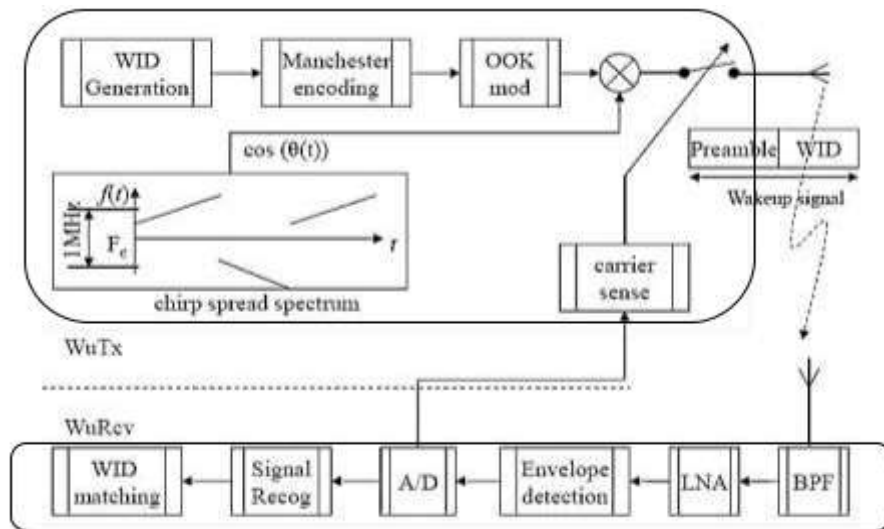 WID
Generation
Manchester
encoding
OOK
mod
cos (θ(t))
Preamble
WID
Wakeup signal
f(t)
1MHz
Fc
t
chirp spread spectrum
carrier
sense
WuTx
WuRcv
WID
matching
Signal
Recog
A/D
Envelope
detection
LNA
BPF